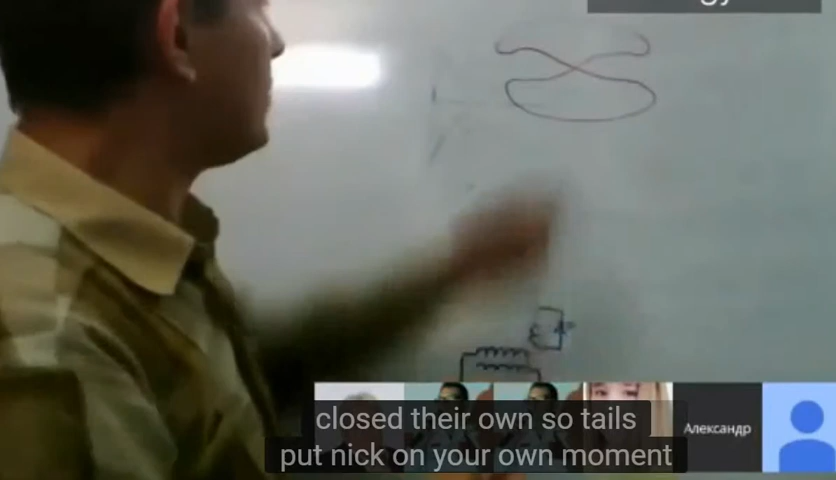 closed their own so tails
Александр
put nick on your own moment